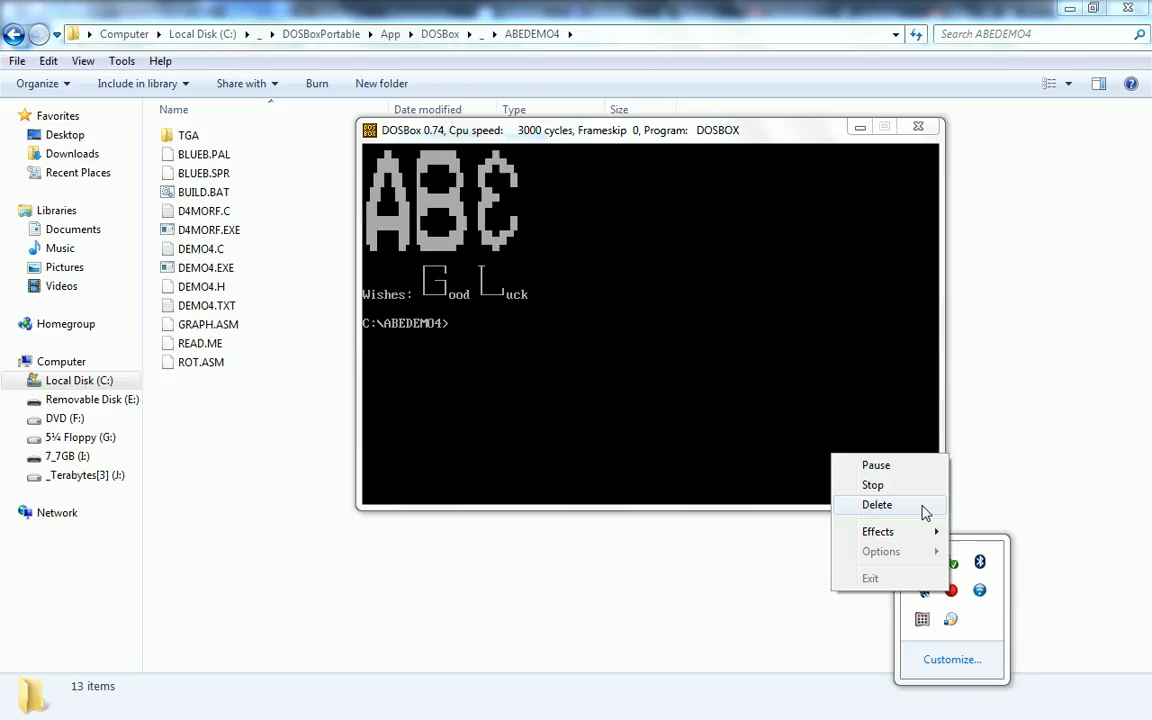 Computer Local Disk (C:) _ DOSBoxPortable App DOSBox _ ABEDEMO4
Search ABEDEMO4
File Edit View Tools Help
Organize Include in library Share with Burn New folder
Favorites
Desktop
Downloads
Recent Places
Libraries
Documents
Music
Pictures
Videos
Homegroup
Computer
Local Disk (C:)
Removable Disk (E:)
DVD (F:)
5¼ Floppy (G:)
7_7GB (I:)
_Terabytes[3] (J:)
Network
Name Date modified Type Size
TGA
BLUEB.PAL
BLUEB.SPR
BUILD.BAT
D4MORF.C
D4MORF.EXE
DEMO4.C
DEMO4.EXE
DEMO4.H
DEMO4.TXT
GRAPH.ASM
READ.ME
ROT.ASM
DOSBox 0.74, Cpu speed: 3000 cycles, Frameskip 0, Program: DOSBOX
ABE
Wishes: Good Luck
C:\ABEDEMO4>
Pause
Stop
Delete
Effects
Options
Exit
Customize...
13 items